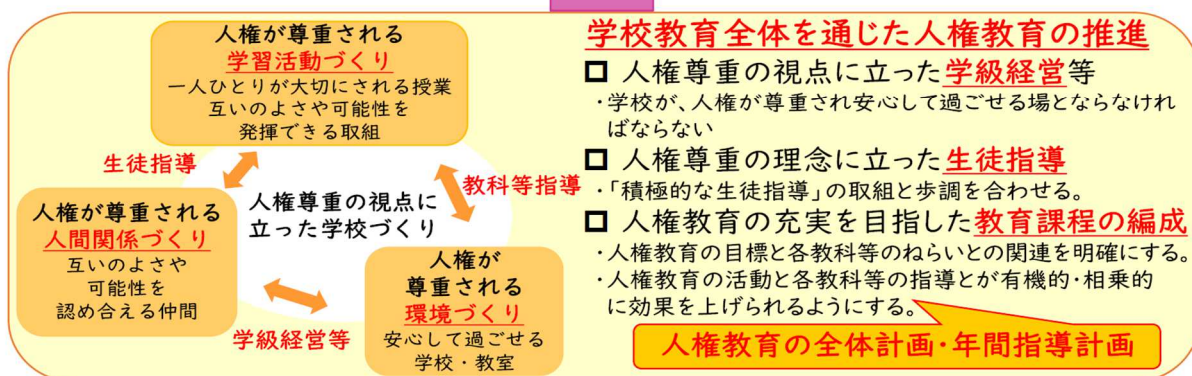 人権が尊重される
学習活動づくり
一人ひとりが大切にされる授業
互いのよさや可能性を
発揮できる取組
生徒指導
教科等指導
人権尊重の視点に
立った学校づくり
人権が尊重される
人間関係づくり
互いのよさや
可能性を
認め合える仲間
人権が
尊重される
環境づくり
安心して過ごせる
学校・教室
学級経営等
学校教育全体を通じた人権教育の推進
□ 人権尊重の視点に立った学級経営等
・学校が、人権が尊重され安心して過ごせる場とならなけれ
ばならない
□ 人権尊重の理念に立った生徒指導
・「積極的な生徒指導」の取組と歩調を合わせる。
□ 人権教育の充実を目指した教育課程の編成
・人権教育の目標と各教科等のねらいとの関連を明確にする。
・人権教育の活動と各教科等の指導とが有機的・相乗的
に効果を上げられるようにする。
人権教育の全体計画・年間指導計画